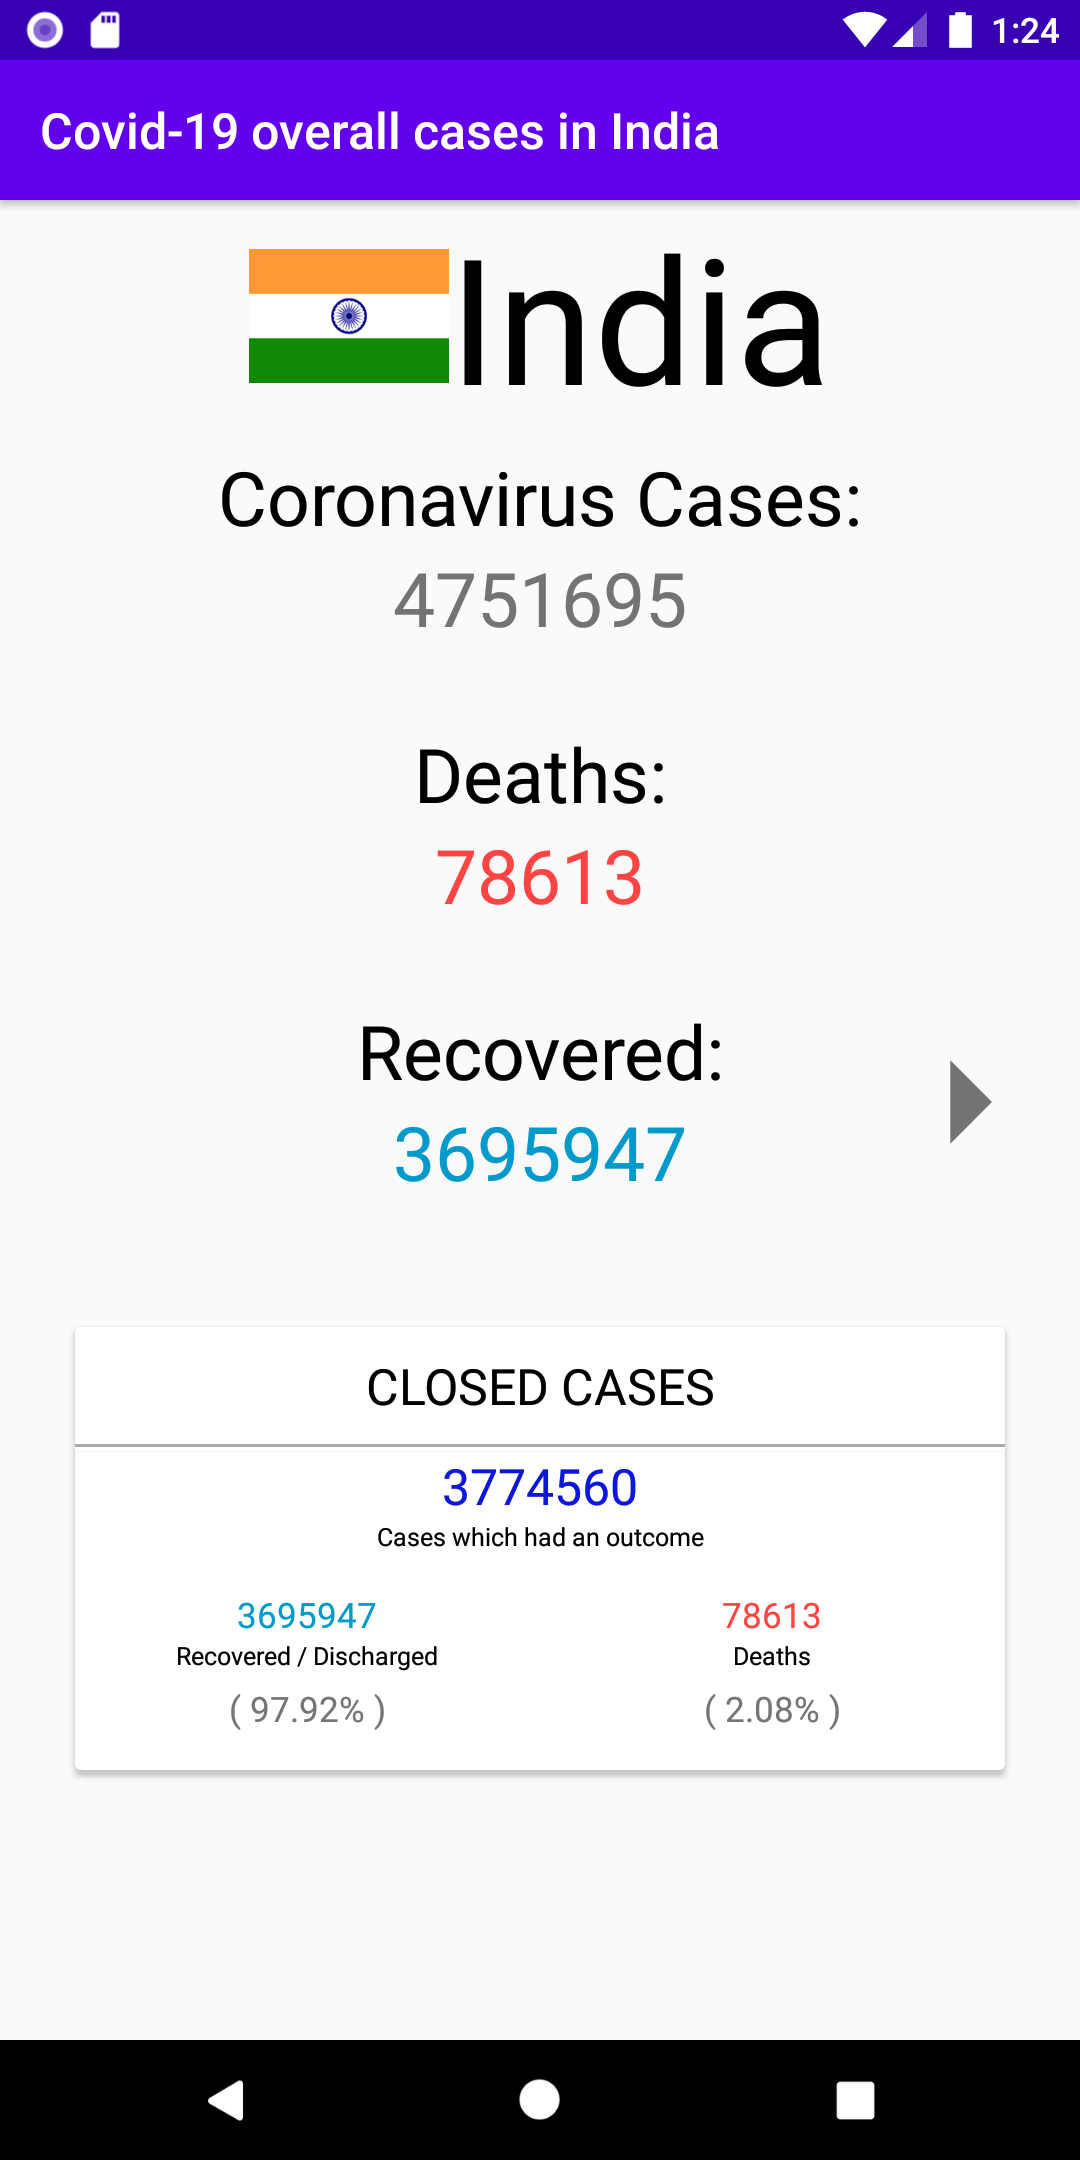 1:24
Covid-19 overall cases in India
India
Coronavirus Cases:
4751695
Deaths:
78613
Recovered:
3695947
CLOSED CASES
3774560
Cases which had an outcome
3695947 78613
Recovered / Discharged Deaths
( 97.92% ) ( 2.08% )